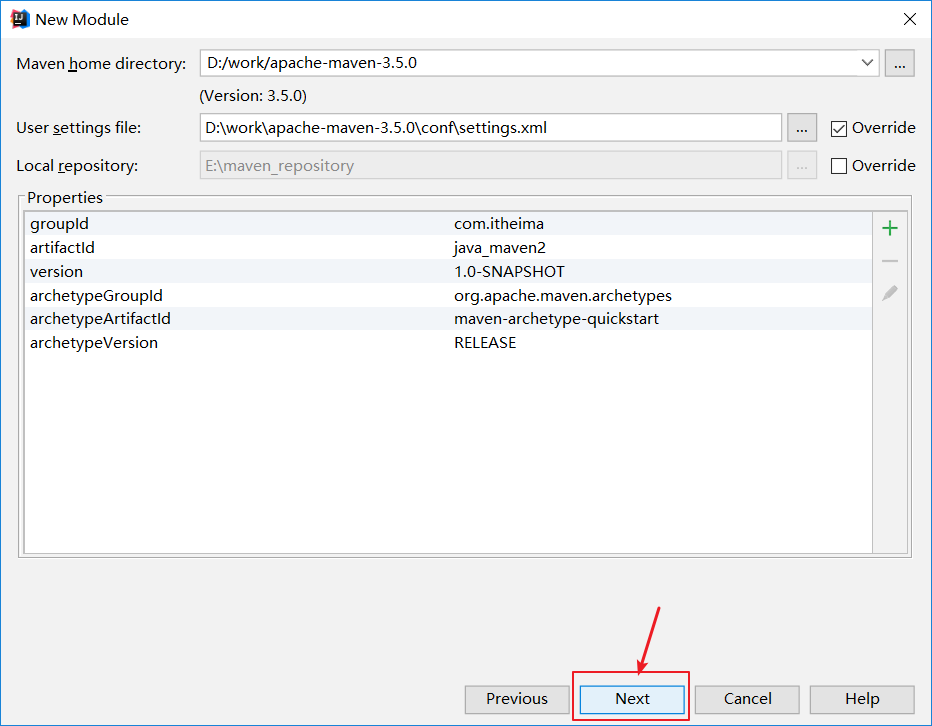 New Module
Maven home directory: D:/work/apache-maven-3.5.0 ...
(Version: 3.5.0)
User settings file: D:\work\apache-maven-3.5.0\conf\settings.xml ... Override
Local repository: E:\maven_repository ... Override
Properties
groupId com.itheima
artifactId java_maven2
version 1.0-SNAPSHOT
archetypeGroupId org.apache.maven.archetypes
archetypeArtifactId maven-archetype-quickstart
archetypeVersion RELEASE
Previous Next Cancel Help